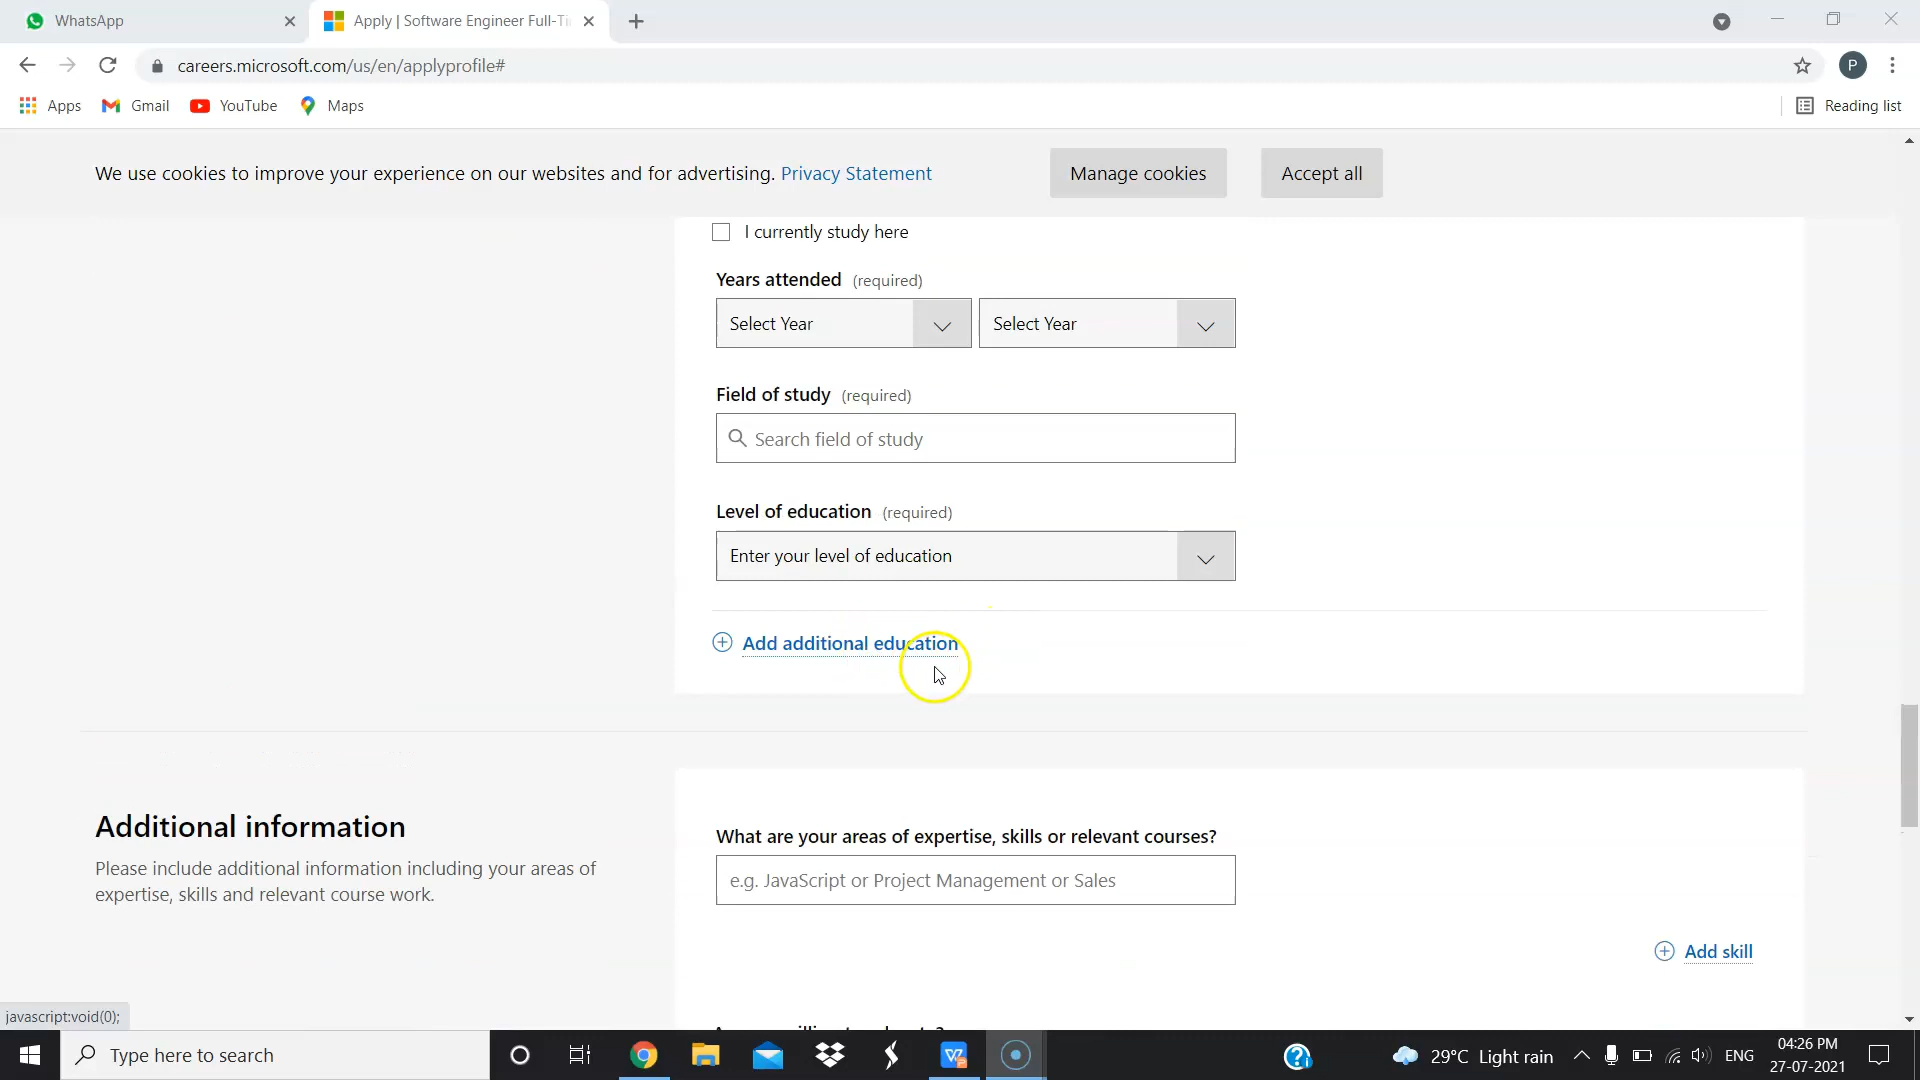 WhatsApp
Apply | Software Engineer Full-Ti
careers.microsoft.com/us/en/applyprofile#
P
Apps
Gmail
YouTube
Maps
Reading list
We use cookies to improve your experience on our websites and for advertising. Privacy Statement
Manage cookies
Accept all
I currently study here
Years attended (required)
Select Year
Select Year
Field of study (required)
Search field of study
Level of education (required)
Enter your level of education
Add additional education
Additional information
Please include additional information including your areas of
expertise, skills and relevant course work.
What are your areas of expertise, skills or relevant courses?
e.g. JavaScript or Project Management or Sales
Add skill
javascript:void(0);
Type here to search
29°C Light rain
ENG
04:26 PM
27-07-2021